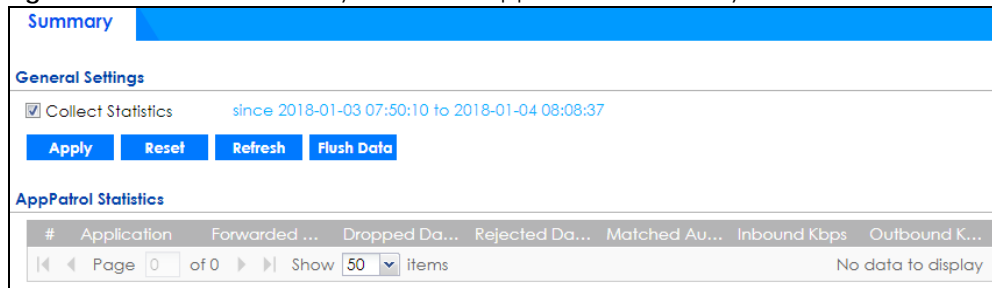 Summary
General Settings
Collect Statistics since 2018-01-03 07:50:10 to 2018-01-04 08:08:37
Apply Reset Refresh Flush Data
AppPatrol Statistics
# Application Forwarded ... Dropped Da... Rejected Da... Matched Au... Inbound Kbps Outbound K...
Page 0 of 0 Show 50 items No data to display